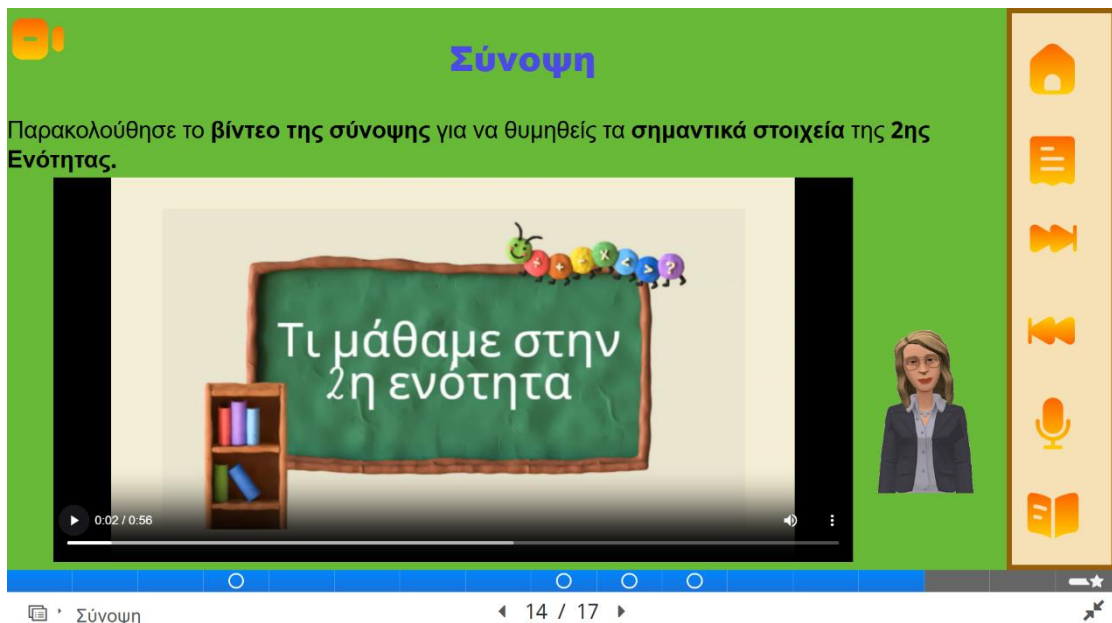 Σύνοψη
Παρακολούθησε το βίντεο της σύνοψης για να θυμηθείς τα σημαντικά στοιχεία της 2ης
Ενότητας.
Τι μάθαμε στην
2η ενότητα
0:02 / 0:56
Σύνοψη
14 / 17